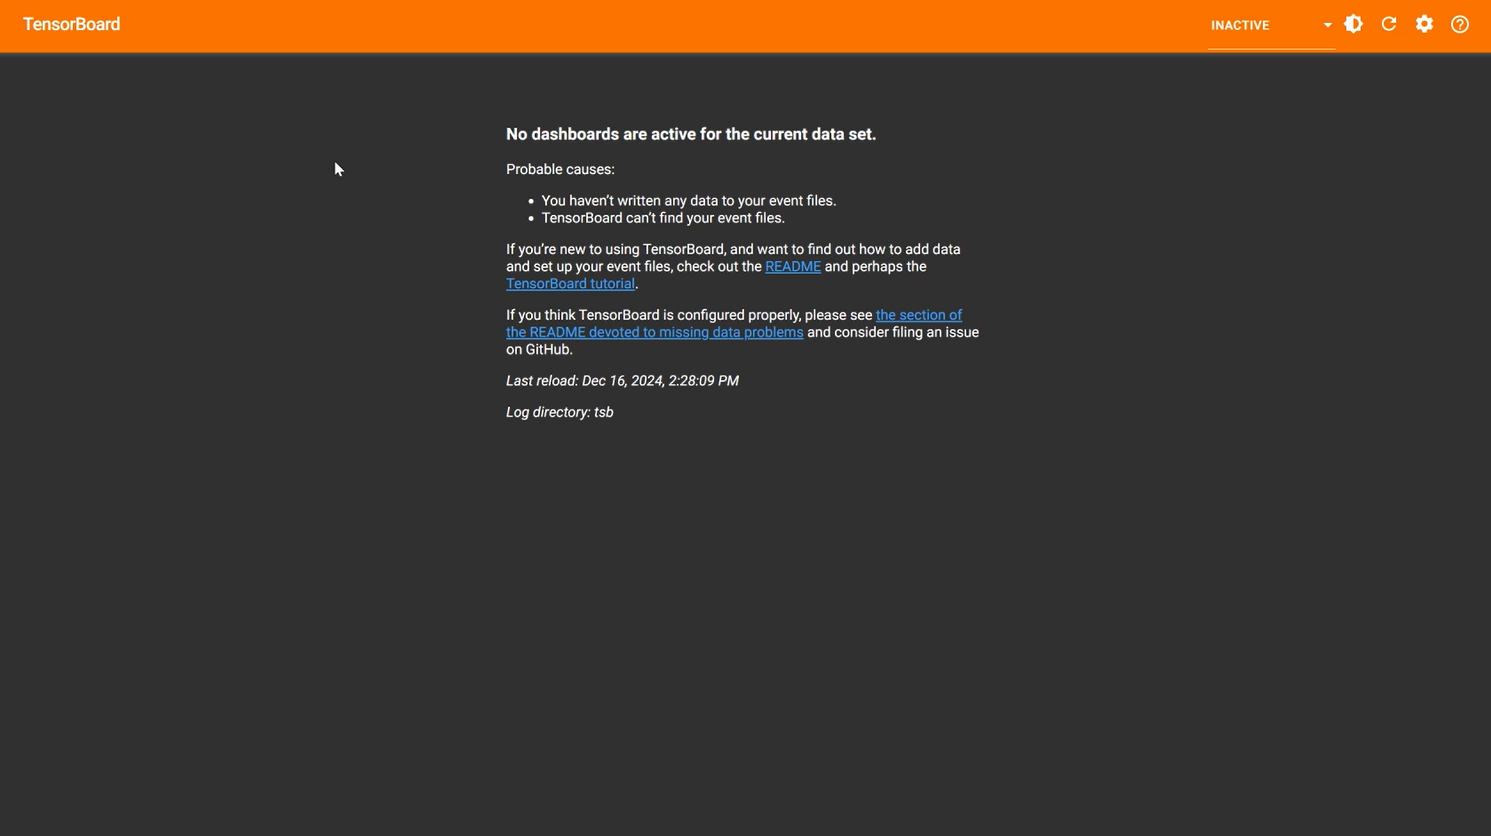 TensorBoard
INACTIVE
No dashboards are active for the current data set.
Probable causes:
• You haven't written any data to your event files.
• TensorBoard can't find your event files.
If you're new to using TensorBoard, and want to find out how to add data
and set up your event files, check out the README and perhaps the
TensorBoard tutorial.
If you think TensorBoard is configured properly, please see the section of
the README devoted to missing data problems and consider filing an issue
on GitHub.
Last reload: Dec 16, 2024, 2:28:09 PM
Log directory: tsb